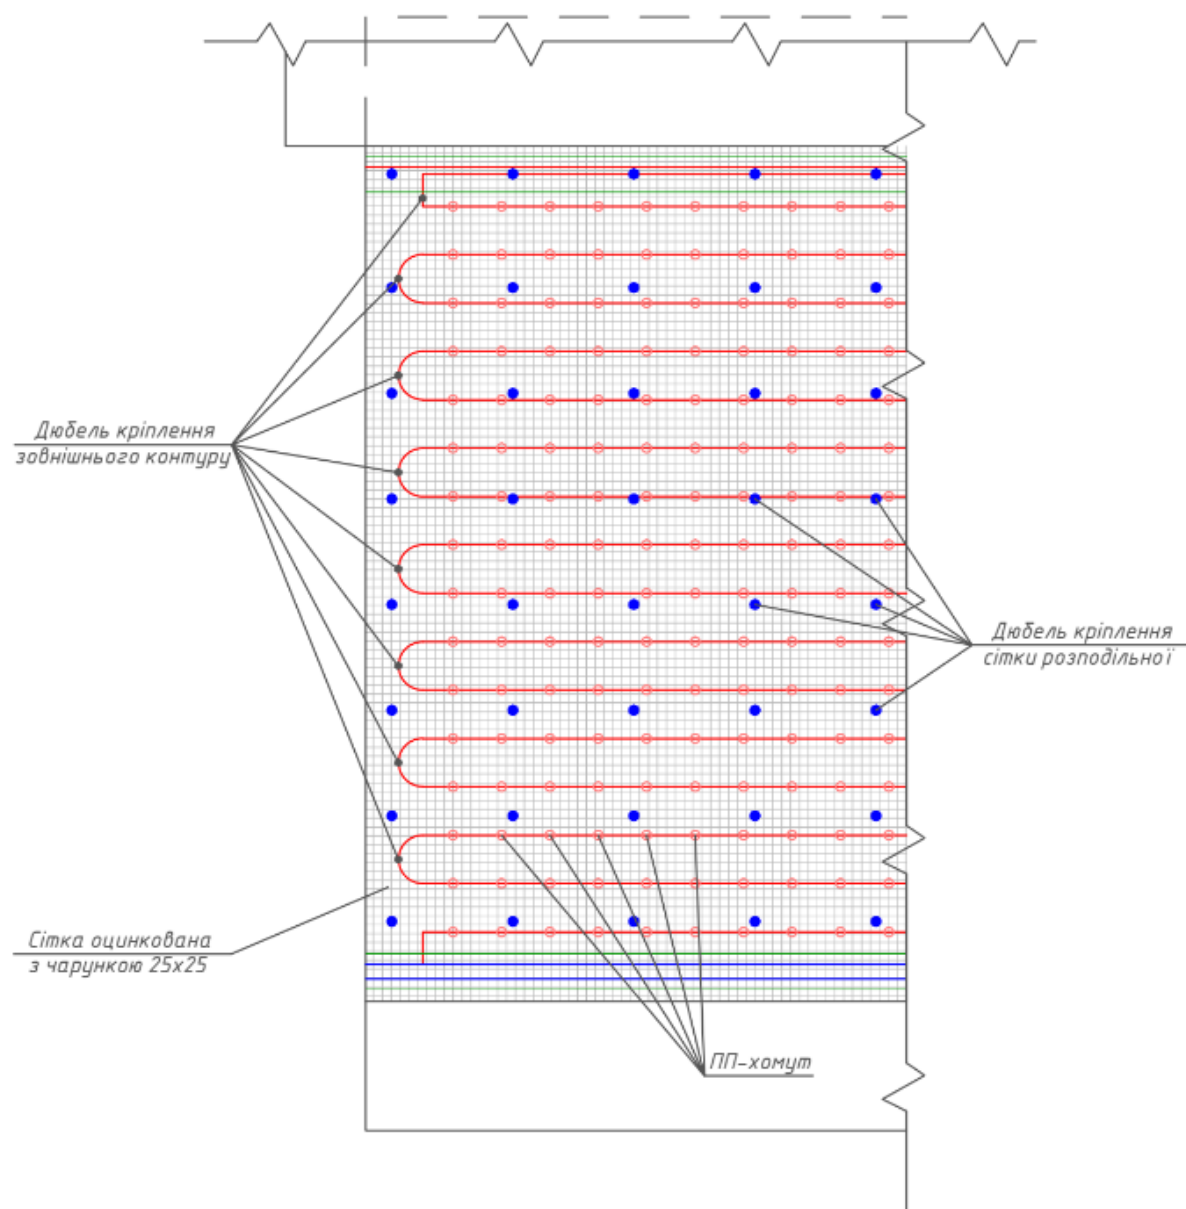 Дюбель кріплення
зовнішнього контуру
Дюбель кріплення
сітки розподільної
Сітка оцинкована
з чарункою 25х25
ПП-хомут